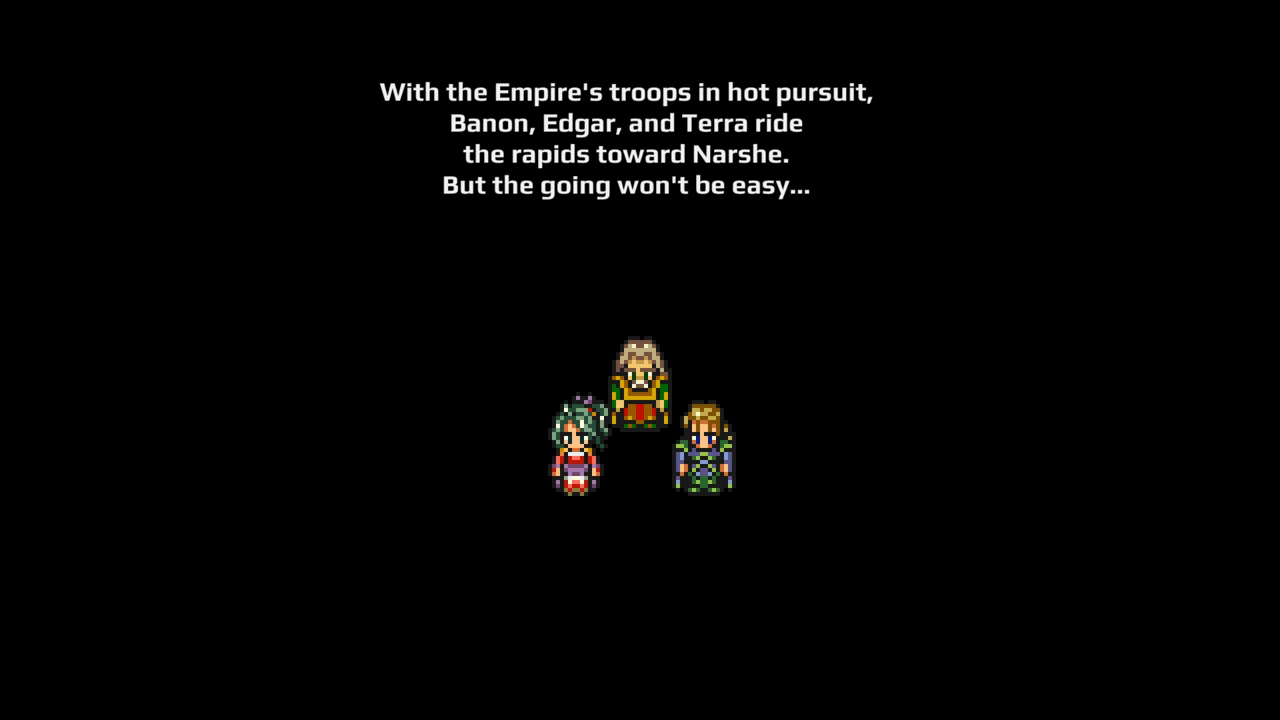 With the Empire's troops in hot pursuit,
Banon, Edgar, and Terra ride
the rapids toward Narshe.
But the going won't be easy...